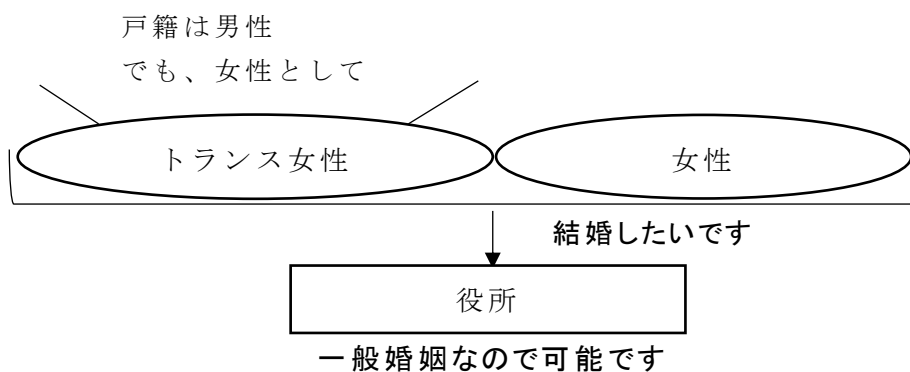 戸籍は男性
でも、女性として
トランス女性
女性
結婚したいです
役所
一般婚姻なので可能です